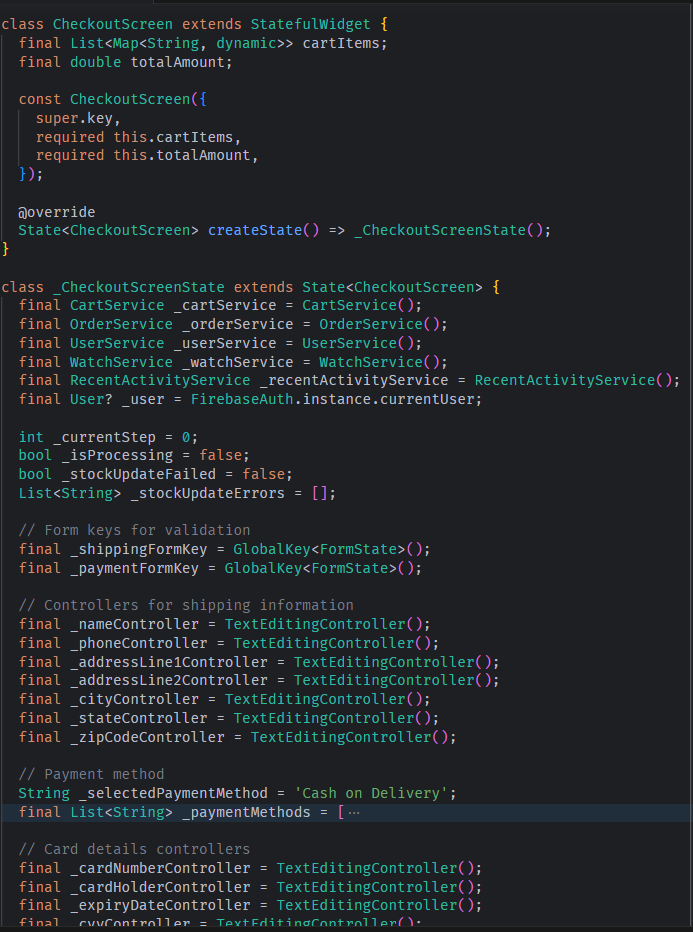 class CheckoutScreen extends StatefulWidget {
  final List<Map<String, dynamic>> cartItems;
  final double totalAmount;

  const CheckoutScreen({
    super.key,
    required this.cartItems,
    required this.totalAmount,
  });

  @override
  State<CheckoutScreen> createState() => _CheckoutScreenState();
}

class _CheckoutScreenState extends State<CheckoutScreen> {
  final CartService _cartService = CartService();
  final OrderService _orderService = OrderService();
  final UserService _userService = UserService();
  final WatchService _watchService = WatchService();
  final RecentActivityService _recentActivityService = RecentActivityService();
  final User? _user = FirebaseAuth.instance.currentUser;

  int _currentStep = 0;
  bool _isProcessing = false;
  bool _stockUpdateFailed = false;
  List<String> _stockUpdateErrors = [];

  // Form keys for validation
  final _shippingFormKey = GlobalKey<FormState>();
  final _paymentFormKey = GlobalKey<FormState>();

  // Controllers for shipping information
  final _nameController = TextEditingController();
  final _phoneController = TextEditingController();
  final _addressLine1Controller = TextEditingController();
  final _addressLine2Controller = TextEditingController();
  final _cityController = TextEditingController();
  final _stateController = TextEditingController();
  final _zipCodeController = TextEditingController();

  // Payment method
  String _selectedPaymentMethod = 'Cash on Delivery';
  final List<String> _paymentMethods = [ ⋯

  // Card details controllers
  final _cardNumberController = TextEditingController();
  final _cardHolderController = TextEditingController();
  final _expiryDateController = TextEditingController();
  final _cvvController = TextEditingController();